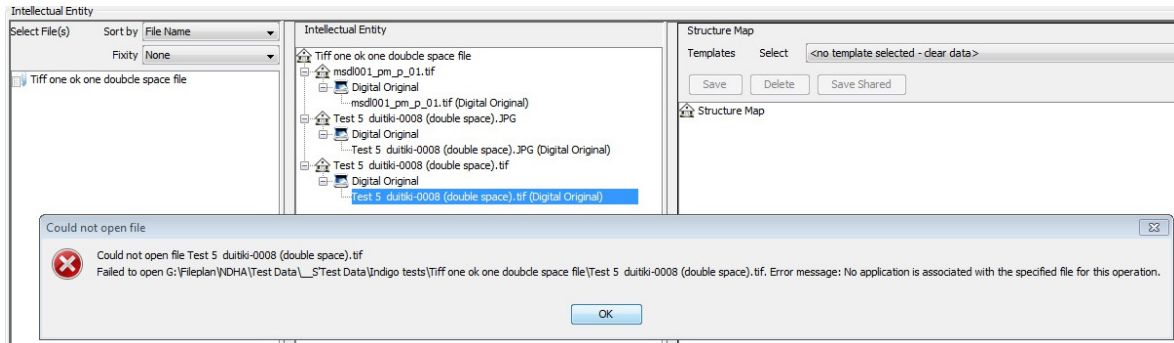 Intellectual Entity
Select File(s)
Sort by File Name
Fixity None
Tiff one ok one doubcle space file
Intellectual Entity
Tiff one ok one doubcle space file
msdl001_pm_p_01.tif
Digital Original
msdl001_pm_p_01.tif (Digital Original)
Test 5  duitiki-0008 (double space).JPG
Digital Original
Test 5  duitiki-0008 (double space).JPG (Digital Original)
Test 5  duitiki-0008 (double space).tif
Digital Original
Test 5  duitiki-0008 (double space).tif (Digital Original)
Structure Map
Templates Select <no template selected - clear data>
Save Delete Save Shared
Structure Map
Could not open file
Could not open file Test 5  duitiki-0008 (double space).tif
Failed to open G:\Fileplan\NDHA\Test Data\__S'Test Data\Indigo tests\Tiff one ok one doubcle space file\Test 5  duitiki-0008 (double space).tif. Error message: No application is associated with the specified file for this operation.
OK